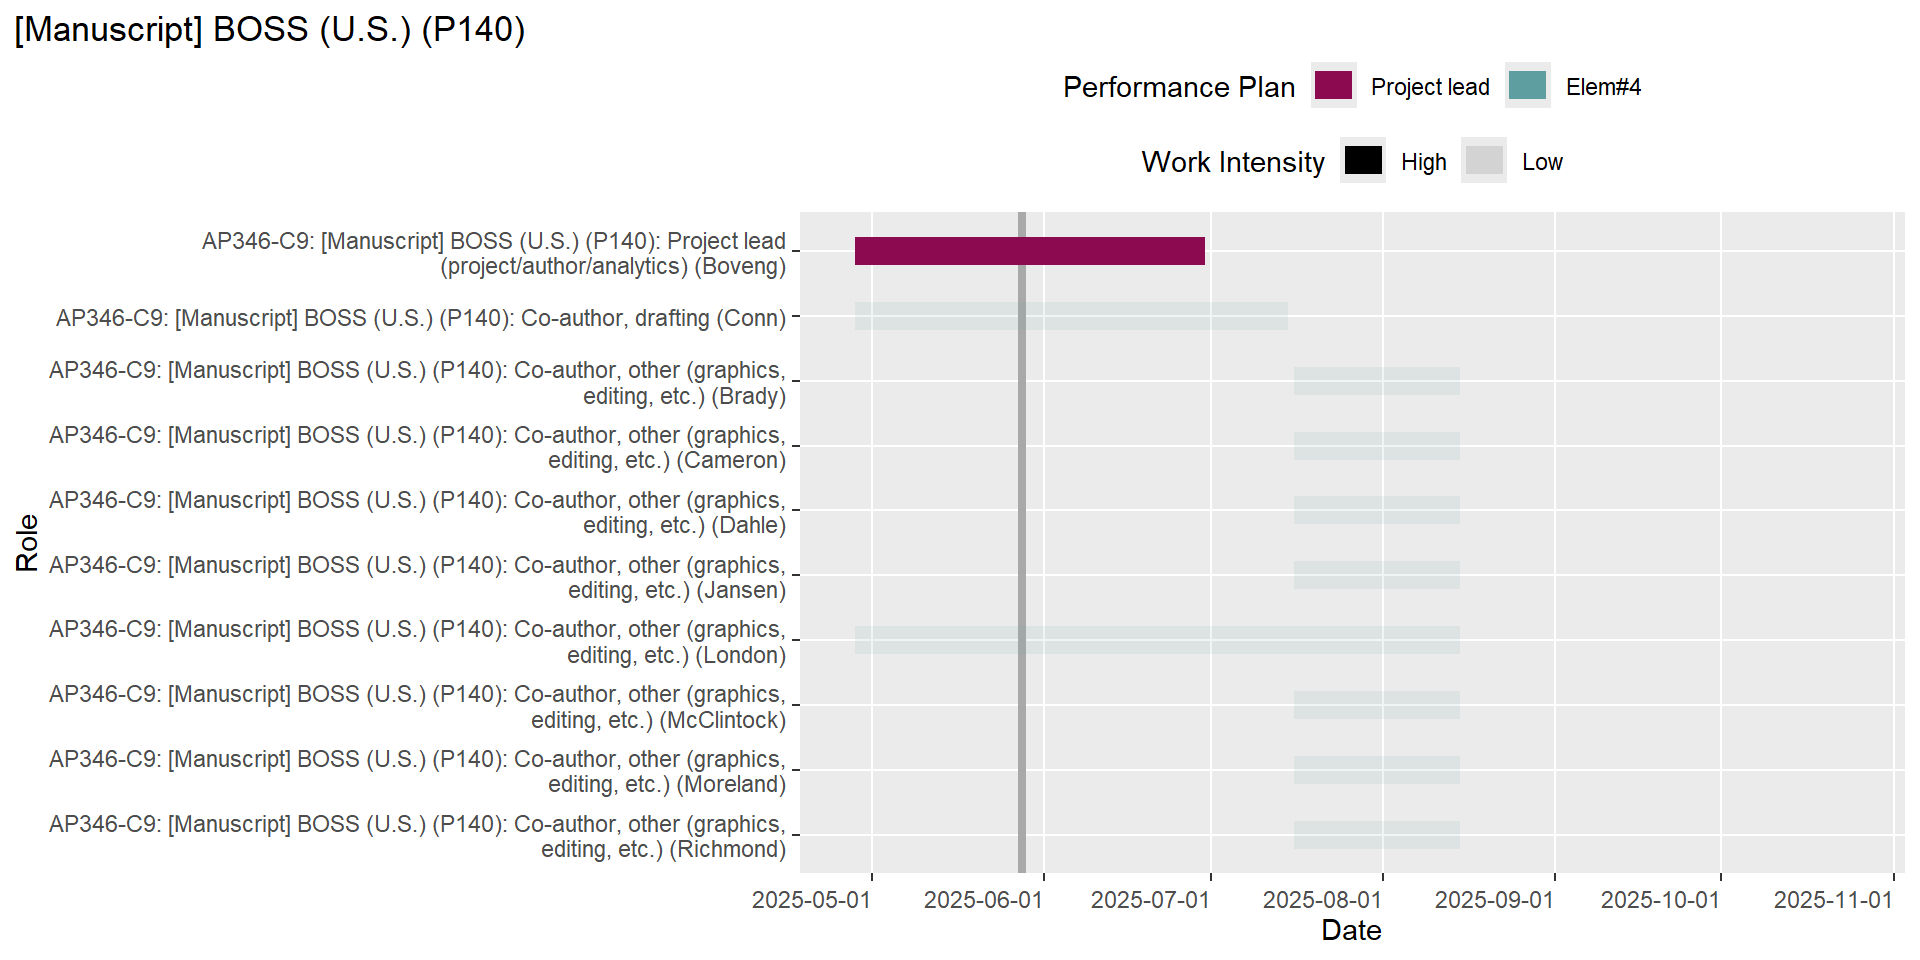 [Manuscript] BOSS (U.S.) (P140)
Performance Plan Project lead Elem#4
Work Intensity High Low
AP346-C9: [Manuscript] BOSS (U.S.) (P140): Project lead
(project/author/analytics) (Boveng)
AP346-C9: [Manuscript] BOSS (U.S.) (P140): Co-author, drafting (Conn)
AP346-C9: [Manuscript] BOSS (U.S.) (P140): Co-author, other (graphics,
editing, etc.) (Brady)
AP346-C9: [Manuscript] BOSS (U.S.) (P140): Co-author, other (graphics,
editing, etc.) (Cameron)
AP346-C9: [Manuscript] BOSS (U.S.) (P140): Co-author, other (graphics,
editing, etc.) (Dahle)
AP346-C9: [Manuscript] BOSS (U.S.) (P140): Co-author, other (graphics,
editing, etc.) (Jansen)
AP346-C9: [Manuscript] BOSS (U.S.) (P140): Co-author, other (graphics,
editing, etc.) (London)
AP346-C9: [Manuscript] BOSS (U.S.) (P140): Co-author, other (graphics,
editing, etc.) (McClintock)
AP346-C9: [Manuscript] BOSS (U.S.) (P140): Co-author, other (graphics,
editing, etc.) (Moreland)
AP346-C9: [Manuscript] BOSS (U.S.) (P140): Co-author, other (graphics,
editing, etc.) (Richmond)
Role
2025-05-01 2025-06-01 2025-07-01 2025-08-01 2025-09-01 2025-10-01 2025-11-01
Date